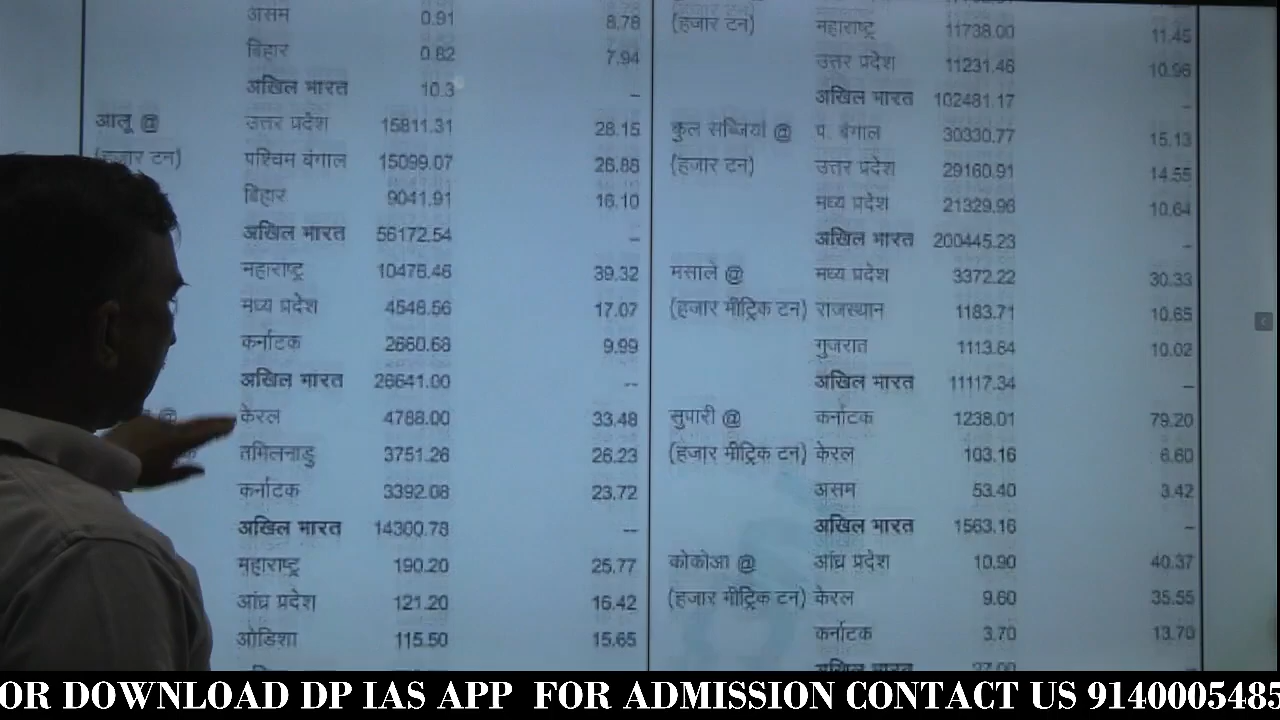 असम 0.91 8.78
बिहार 0.82 7.94
अखिल भारत 10.3 –
आलू @ उत्तर प्रदेश 15811.31 28.15
(हजार टन) पश्चिम बंगाल 15099.07 26.88
बिहार 9041.91 16.10
अखिल भारत 56172.54 –
महाराष्ट्र 10476.46 39.32
मध्य प्रदेश 4548.56 17.07
कर्नाटक 2660.68 9.99
अखिल भारत 26641.00 --
@ केरल 4788.00 33.48
तमिलनाडु 3751.26 26.23
कर्नाटक 3392.08 23.72
अखिल भारत 14300.78 --
महाराष्ट्र 190.20 25.77
आंध्र प्रदेश 121.20 16.42
ओडिशा 115.50 15.65
(हजार टन) महाराष्ट्र 11738.00 11.45
उत्तर प्रदेश 11231.46 10.96
अखिल भारत 102481.17 –
कुल सब्जियां @ प. बंगाल 30330.77 15.13
(हजार टन) उत्तर प्रदेश 29160.91 14.55
मध्य प्रदेश 21329.96 10.64
अखिल भारत 200445.23 –
मसाले @ मध्य प्रदेश 3372.22 30.33
(हजार मीट्रिक टन) राजस्थान 1183.71 10.65
गुजरात 1113.64 10.02
अखिल भारत 11117.34 –
सुपारी @ कर्नाटक 1238.01 79.20
(हजार मीट्रिक टन) केरल 103.16 6.60
असम 53.40 3.42
अखिल भारत 1563.16 –
कोकोआ @ आंध्र प्रदेश 10.90 40.37
(हजार मीट्रिक टन) केरल 9.60 35.55
कर्नाटक 3.70 13.70
अखिल भारत 27.00 –
OR DOWNLOAD DP IAS APP FOR ADMISSION CONTACT US 9140005485